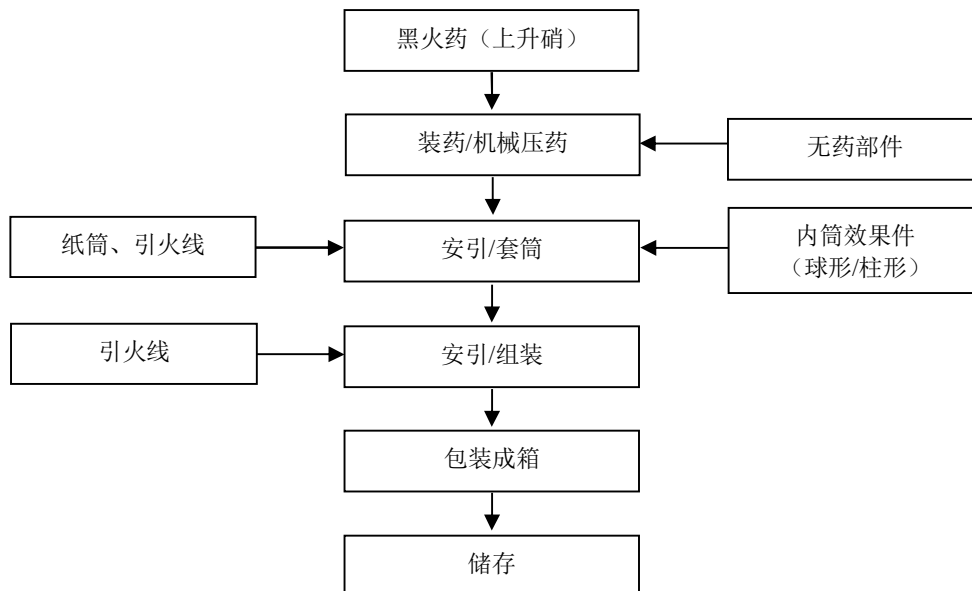 黑火药（上升硝）
装药/机械压药
无药部件
纸筒、引火线
安引/套筒
内筒效果件
（球形/柱形）
引火线
安引/组装
包装成箱
储存